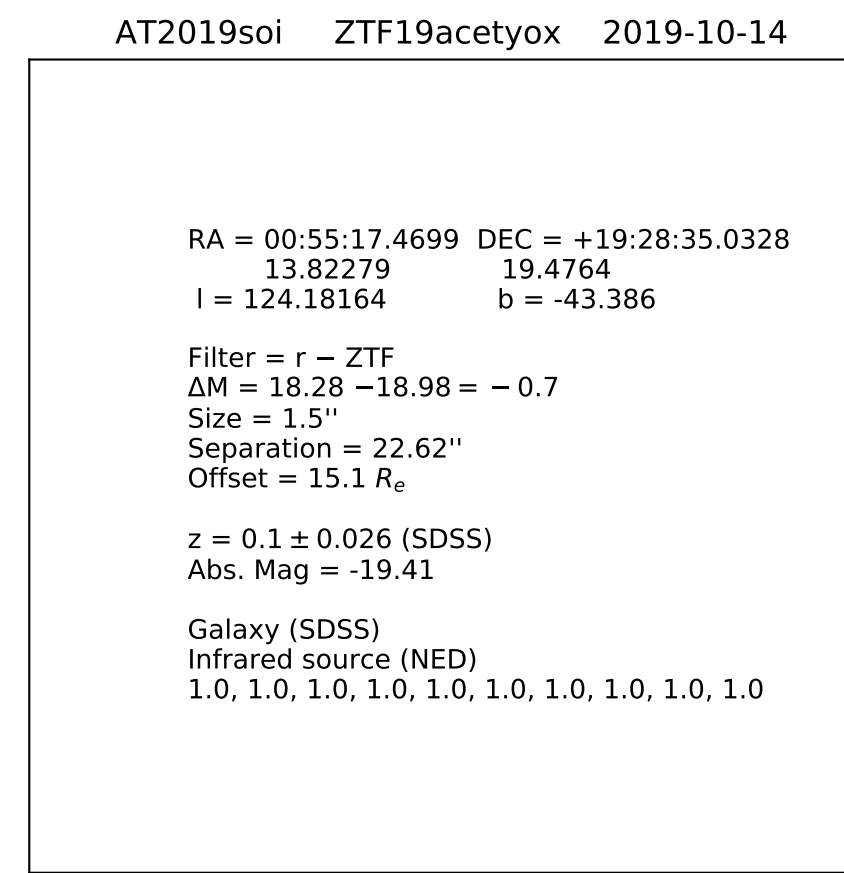 AT2019soi ZTF19acetyox 2019-10-14
RA = 00:55:17.4699 DEC = +19:28:35.0328
13.82279 19.4764
l = 124.18164 b = -43.386
Filter = r − ZTF
ΔM = 18.28 −18.98 = − 0.7
Size = 1.5''
Separation = 22.62''
Offset = 15.1 Rₑ
z = 0.1 ± 0.026 (SDSS)
Abs. Mag = -19.41
Galaxy (SDSS)
Infrared source (NED)
1.0, 1.0, 1.0, 1.0, 1.0, 1.0, 1.0, 1.0, 1.0, 1.0